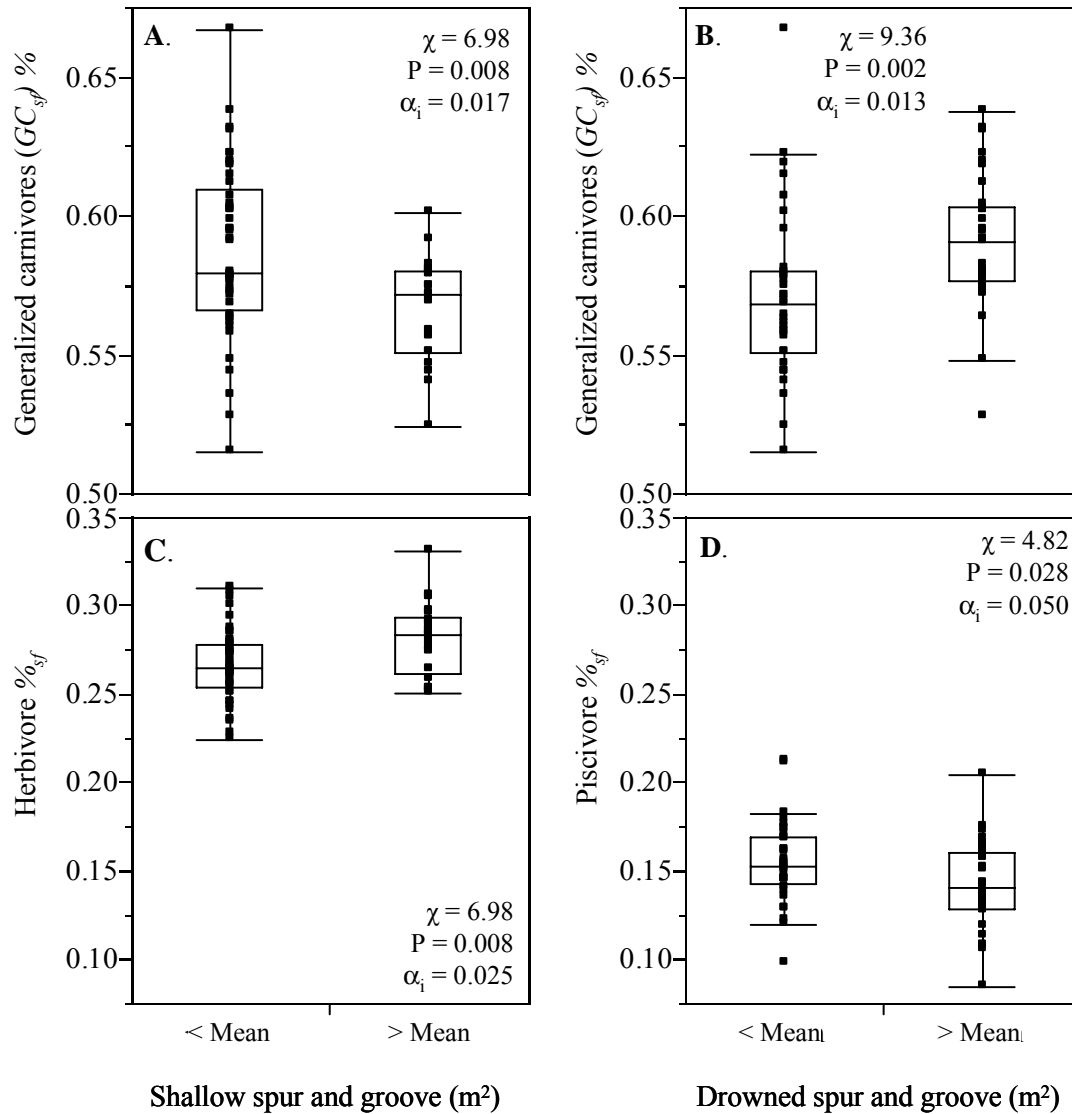 A.
χ = 6.98
P = 0.008
αi = 0.017
Generalized carnivores (GCsf) %
0.65
0.60
0.55
0.50
B.
χ = 9.36
P = 0.002
αi = 0.013
Generalized carnivores (GCsf) %
0.65
0.60
0.55
0.50
C.
χ = 6.98
P = 0.008
αi = 0.025
Herbivore %sf
0.35
0.30
0.25
0.20
0.15
0.10
< Mean
> Mean
Shallow spur and groove (m²)
D.
χ = 4.82
P = 0.028
αi = 0.050
Piscivore %sf
0.35
0.30
0.25
0.20
0.15
0.10
< Mean
> Mean
Drowned spur and groove (m²)